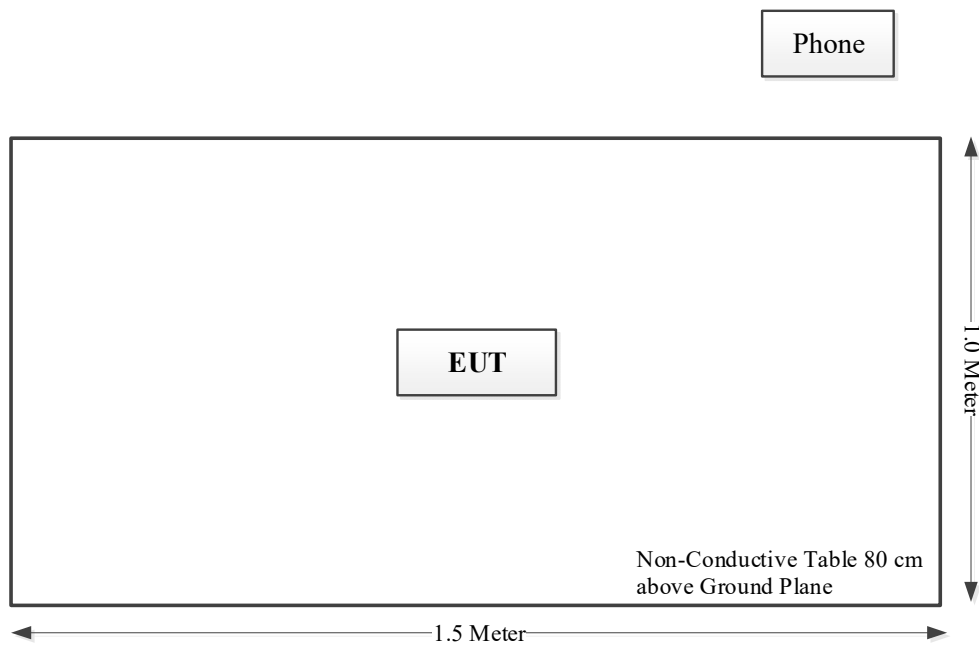 Phone
EUT
1.0 Meter
Non-Conductive Table 80 cm
above Ground Plane
1.5 Meter